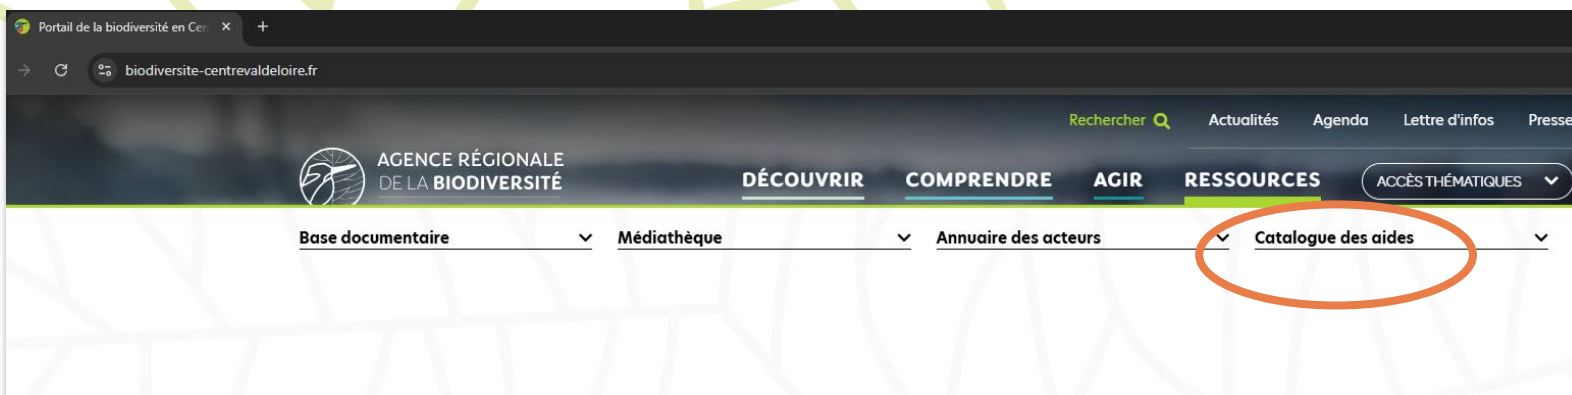 Portail de la biodiversité en Cen
biodiversite-centrevaldeloire.fr
Rechercher Actualités Agenda Lettre d'infos Presse
AGENCE RÉGIONALE
DE LA BIODIVERSITÉ
DÉCOUVRIR COMPRENDRE AGIR RESSOURCES ACCÈS THÉMATIQUES
Base documentaire Médiathèque Annuaire des acteurs Catalogue des aides